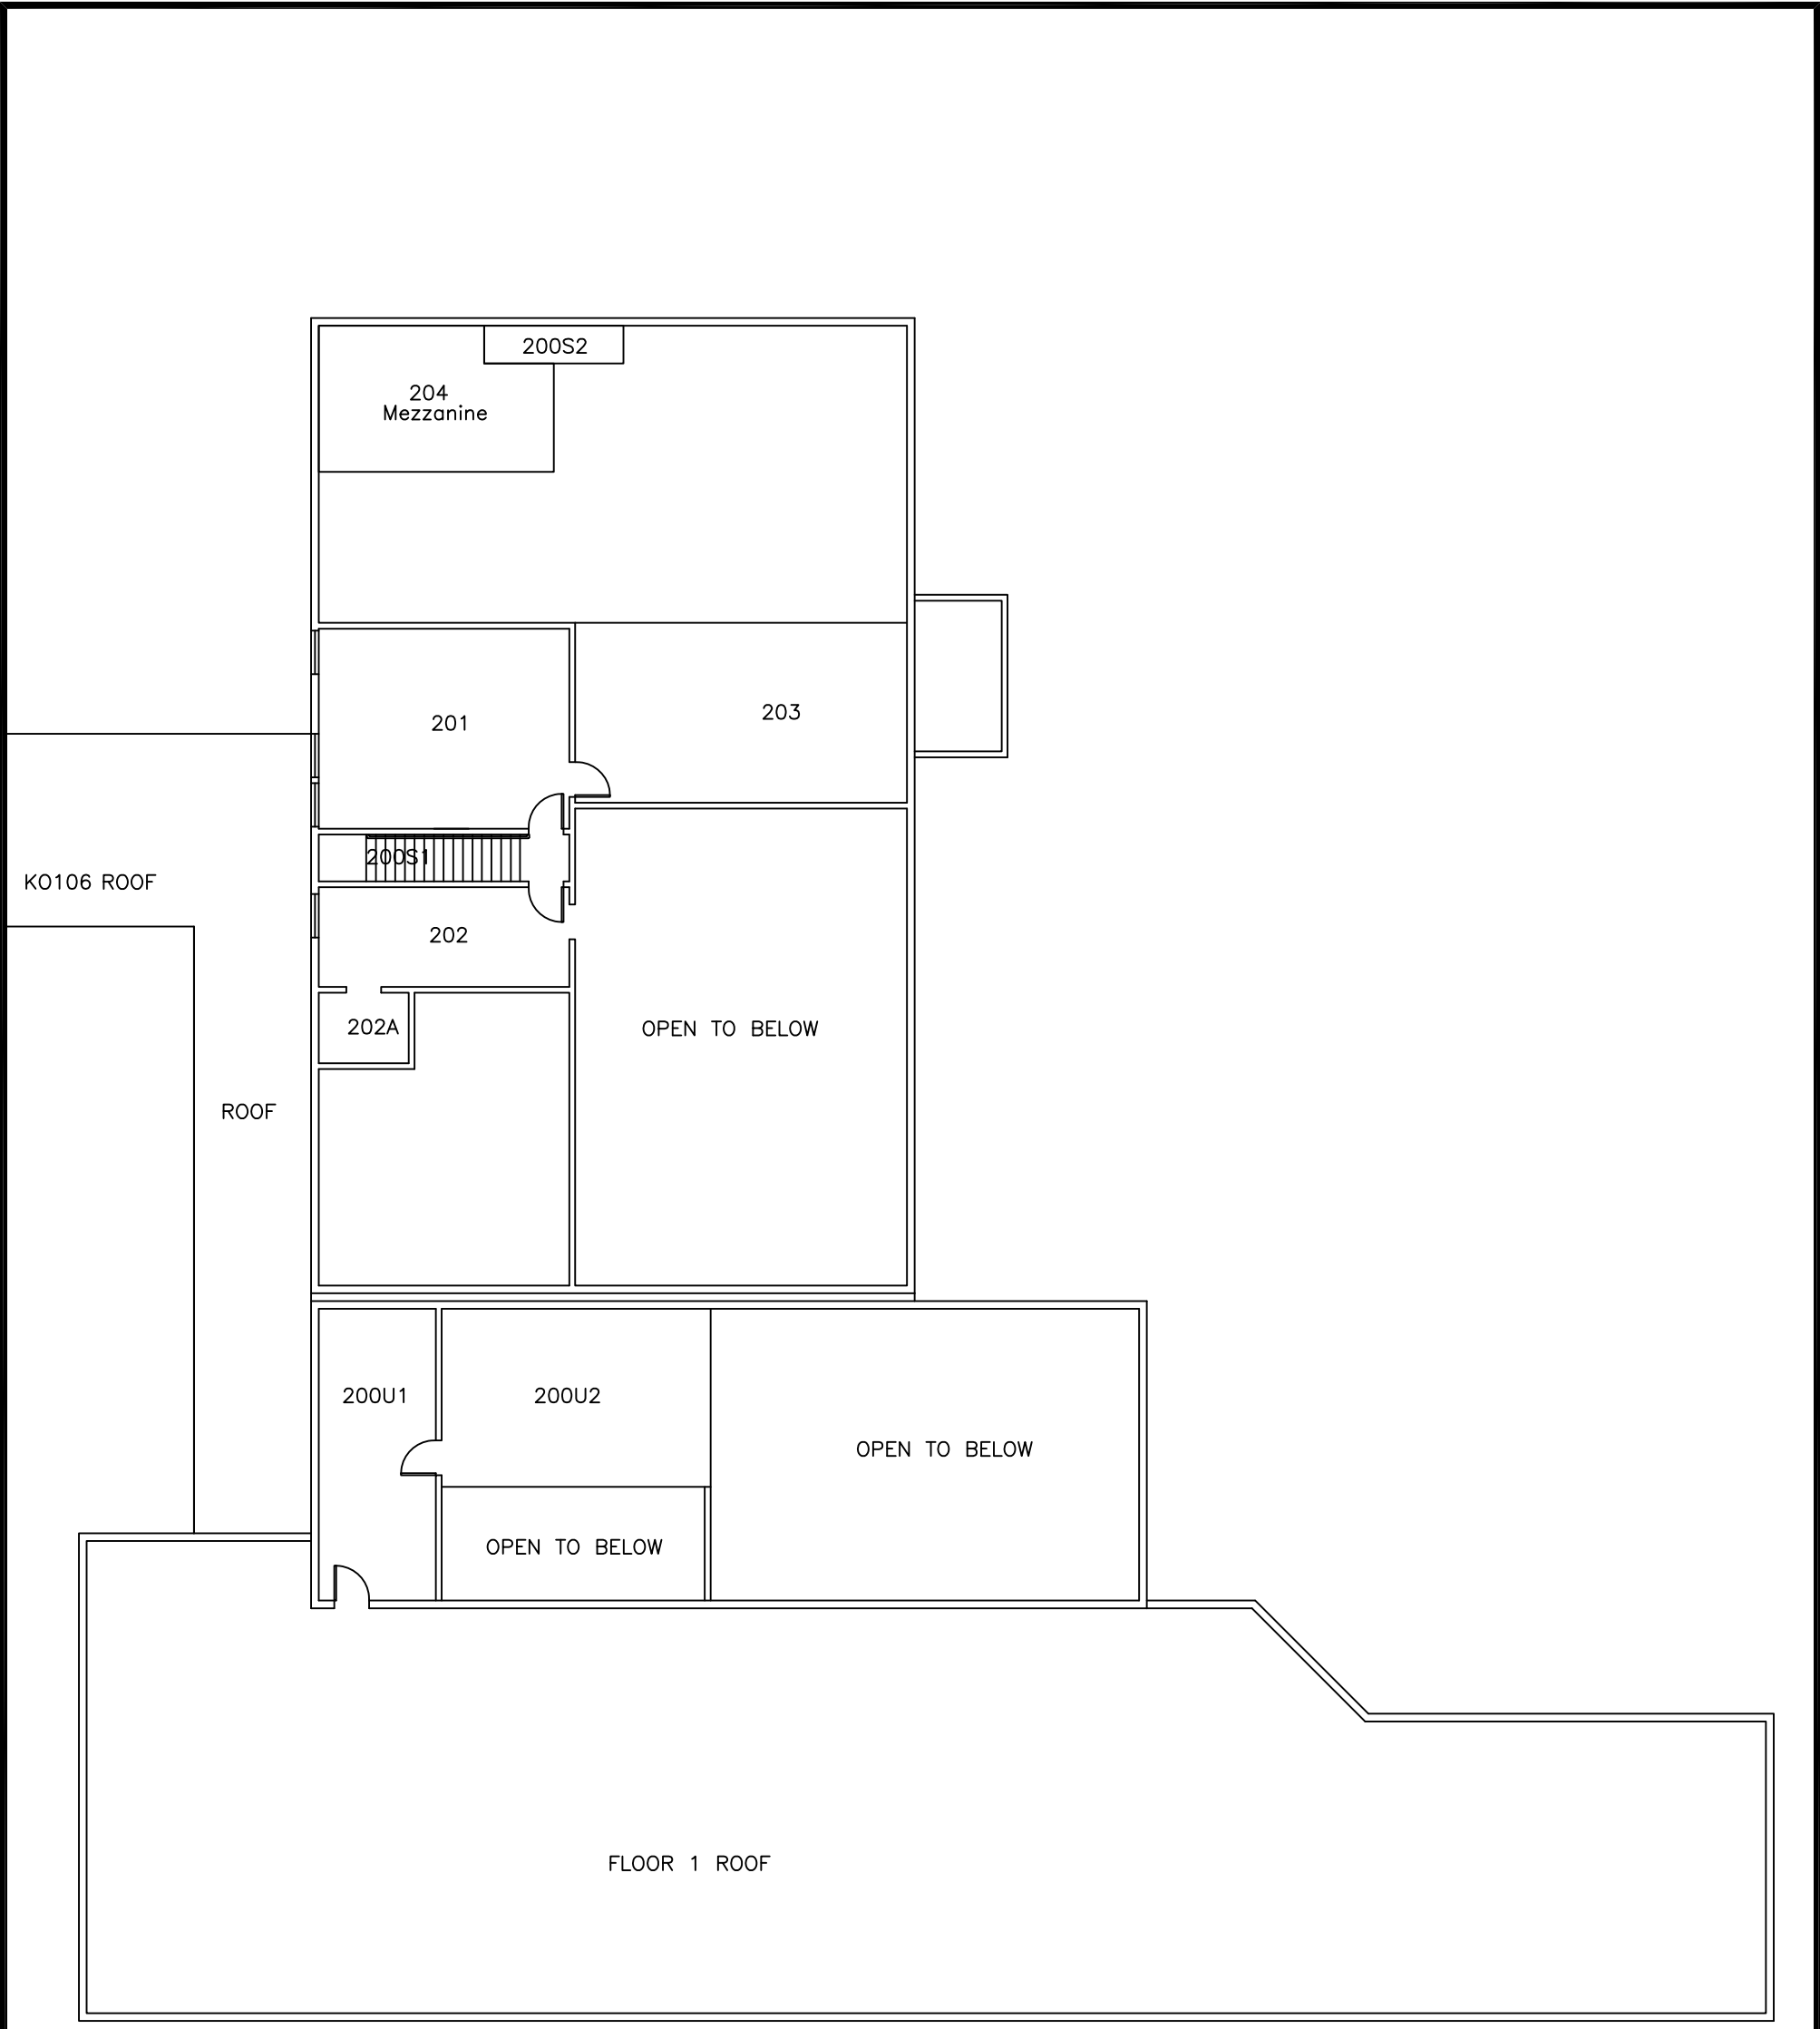 200S2
204
Mezzanine
203
201
200S1
KO106 ROOF
202
202A
OPEN TO BELOW
ROOF
200U1
200U2
OPEN TO BELOW
OPEN TO BELOW
FLOOR 1 ROOF